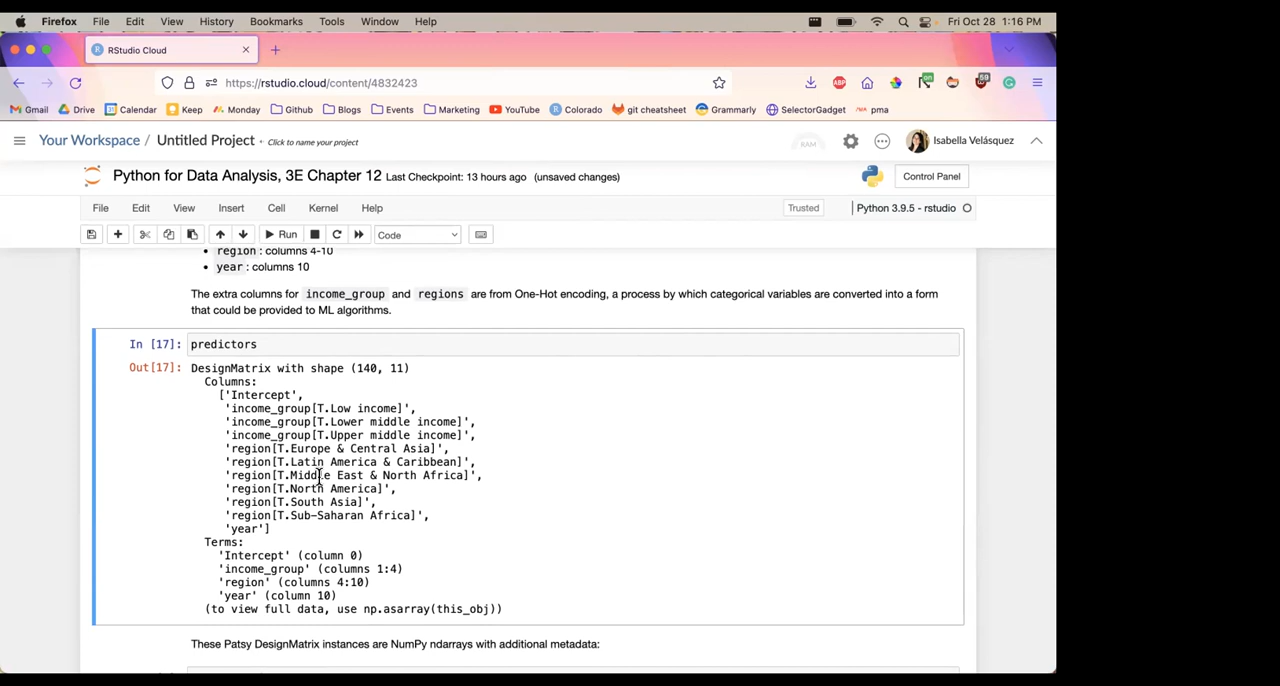 Firefox File Edit View History Bookmarks Tools Window Help Fri Oct 28 1:16 PM
RStudio Cloud
https://rstudio.cloud/content/4832423
Gmail Drive Calendar Keep Monday Github Blogs Events Marketing YouTube Colorado git cheatsheet Grammarly SelectorGadget pma
Your Workspace / Untitled Project Click to name your project RAM Isabella Velásquez
Python for Data Analysis, 3E Chapter 12 Last Checkpoint: 13 hours ago (unsaved changes) Control Panel
File Edit View Insert Cell Kernel Help Trusted Python 3.9.5 - rstudio
Run Code
region : columns 4-10
year : columns 10
The extra columns for income_group and regions are from One-Hot encoding, a process by which categorical variables are converted into a form
that could be provided to ML algorithms.
In [17]: predictors
Out[17]: DesignMatrix with shape (140, 11)
Columns:
['Intercept',
'income_group[T.Low income]',
'income_group[T.Lower middle income]',
'income_group[T.Upper middle income]',
'region[T.Europe & Central Asia]',
'region[T.Latin America & Caribbean]',
'region[T.Middle East & North Africa]',
'region[T.North America]',
'region[T.South Asia]',
'region[T.Sub-Saharan Africa]',
'year']
Terms:
'Intercept' (column 0)
'income_group' (columns 1:4)
'region' (columns 4:10)
'year' (column 10)
(to view full data, use np.asarray(this_obj))
These Patsy DesignMatrix instances are NumPy ndarrays with additional metadata: